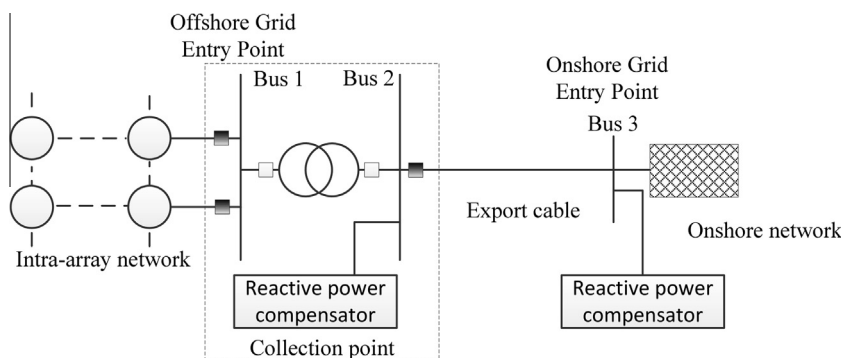 Offshore Grid
Entry Point
Bus 1
Bus 2
Onshore Grid
Entry Point
Bus 3
Export cable
Onshore network
Intra-array network
Reactive power
compensator
Reactive power
compensator
Collection point